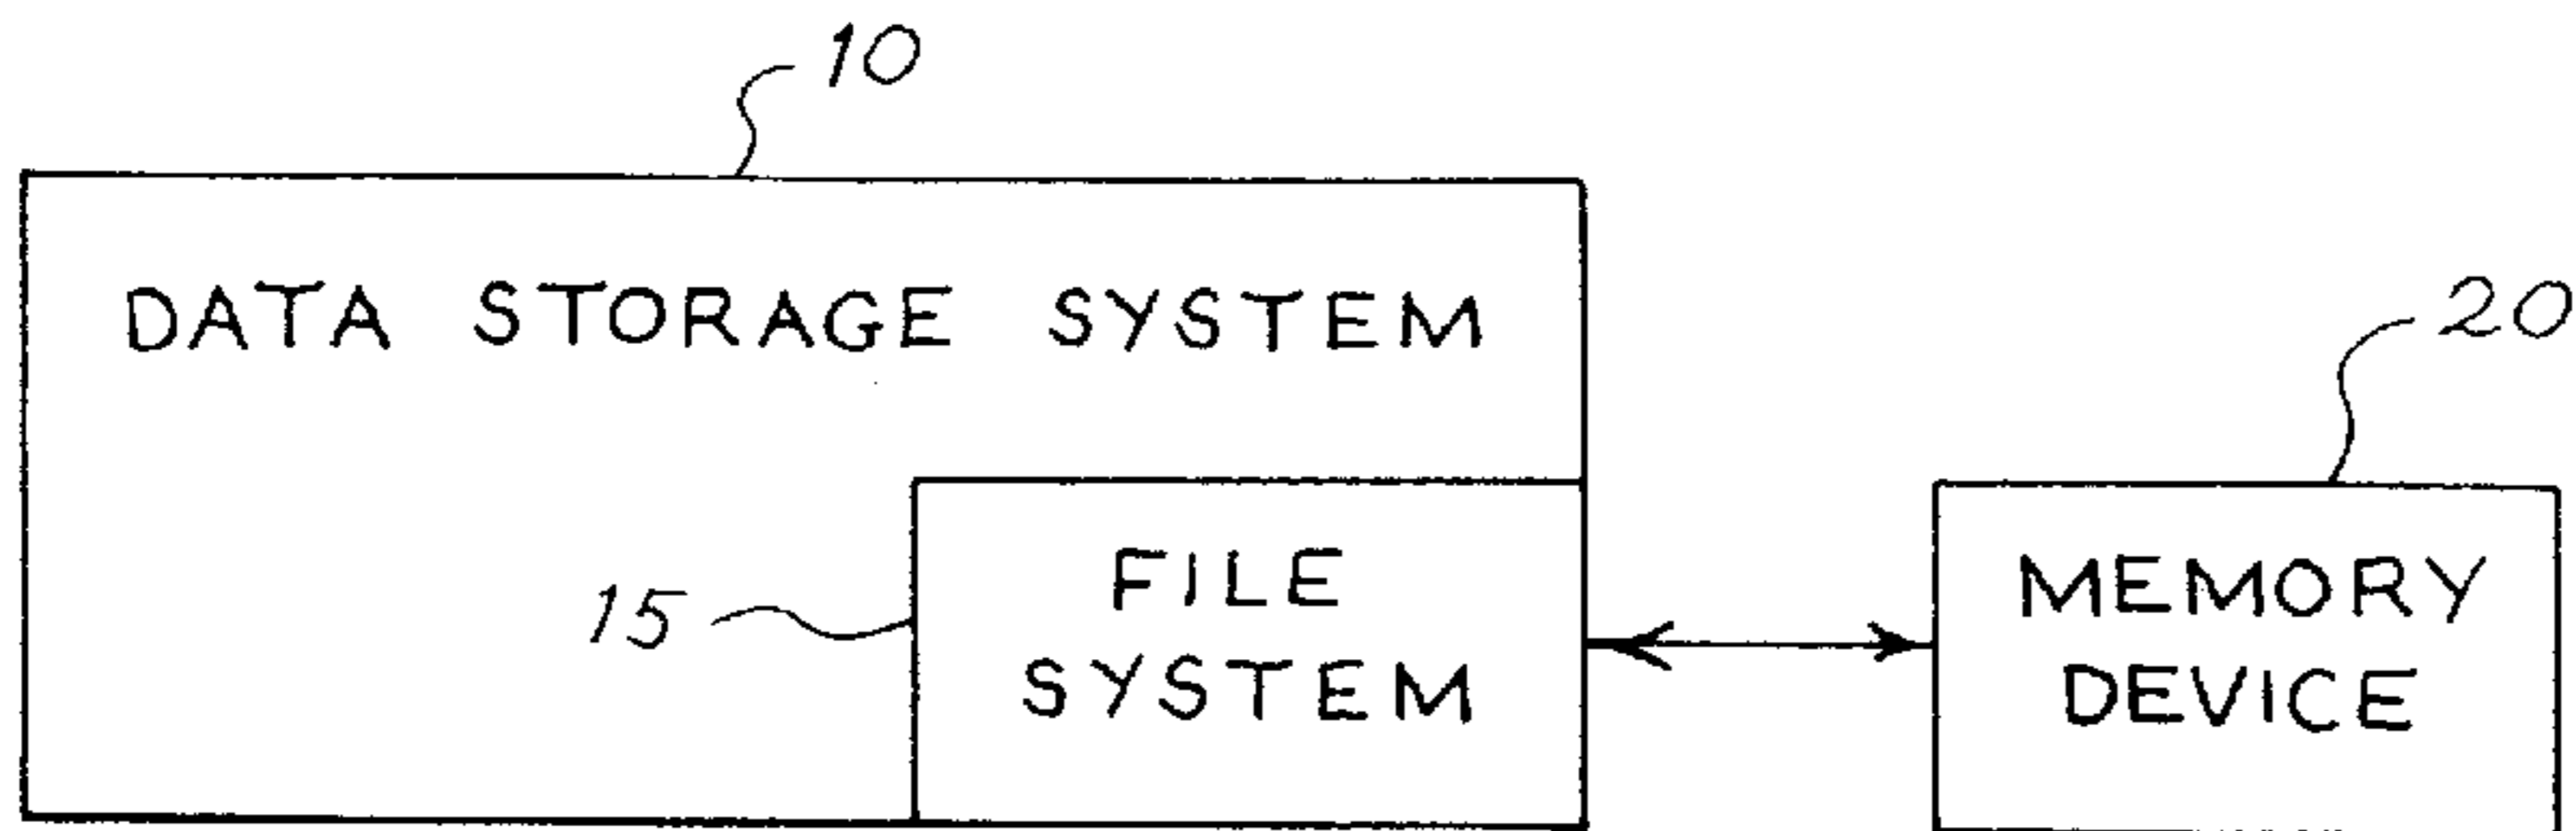 10
DATA STORAGE SYSTEM
20
15
FILE
SYSTEM
MEMORY
DEVICE